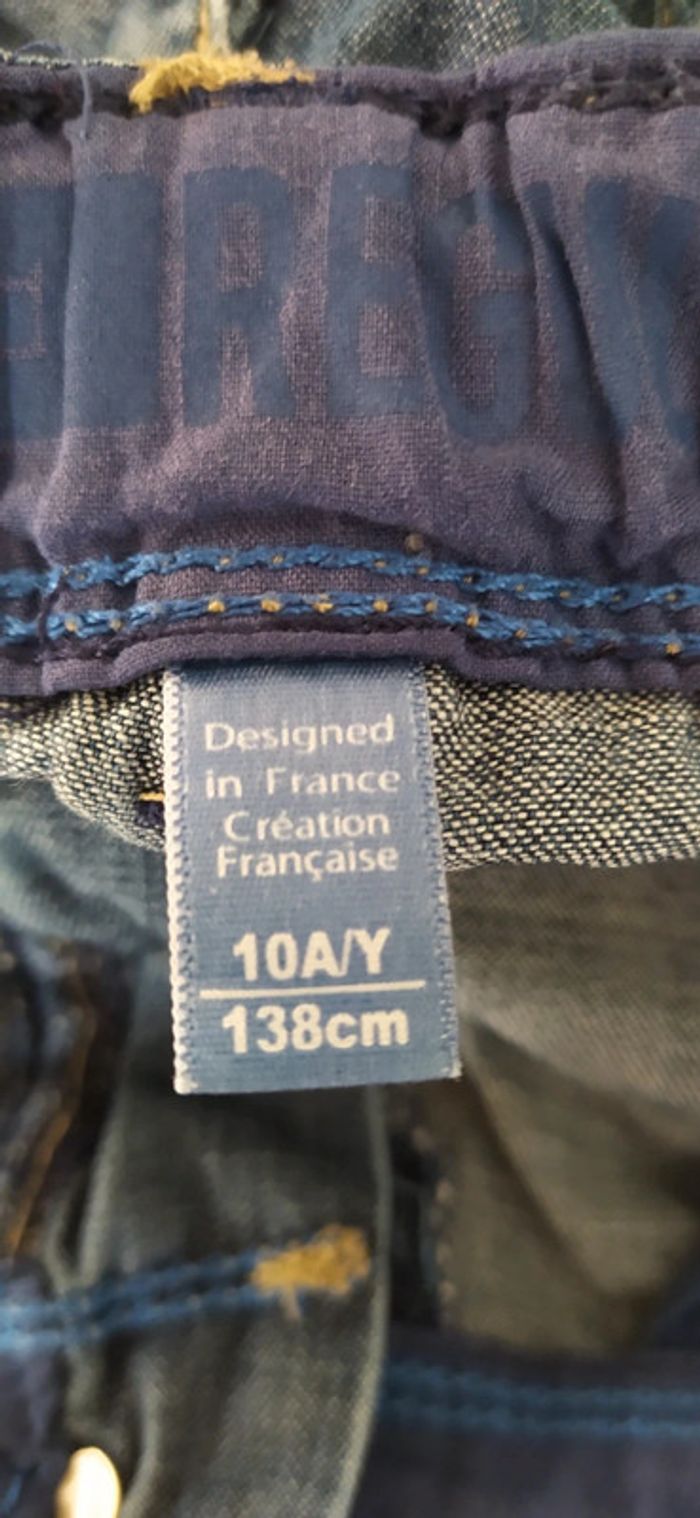 Designed
in France
Création
Française
10A/Y
138cm